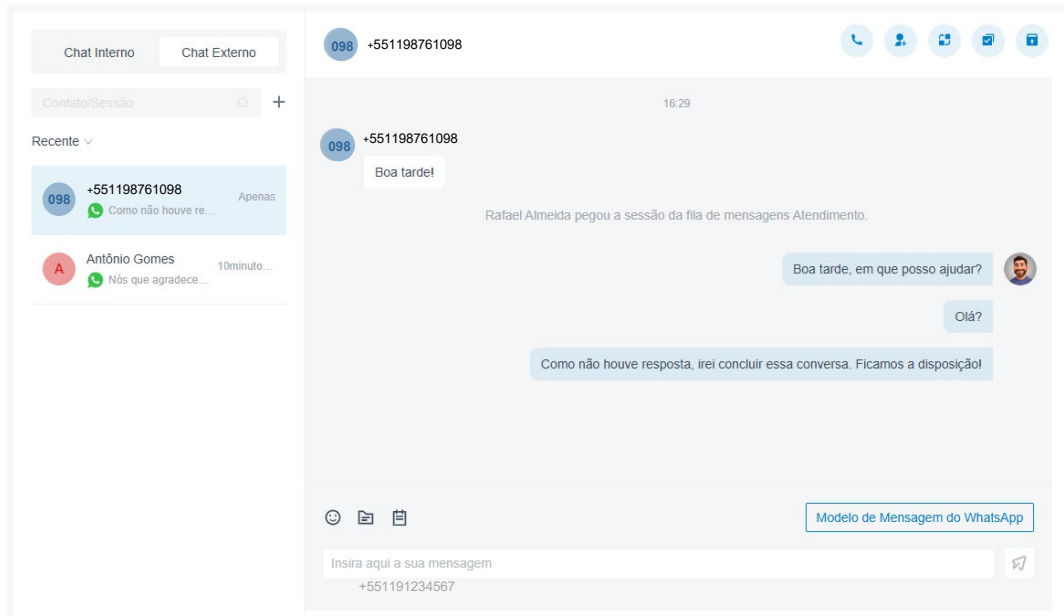 Chat Interno
Chat Externo
Contato/Sessão
Recente
098
+551198761098
Apenas
Como não houve re...
A
Antônio Gomes
10minuto...
Nós que agradece...
098
+551198761098
16:29
098
+551198761098
Boa tarde!
Rafael Almeida pegou a sessão da fila de mensagens Atendimento.
Boa tarde, em que posso ajudar?
Olá?
Como não houve resposta, irei concluir essa conversa. Ficamos a disposição!
Modelo de Mensagem do WhatsApp
Insira aqui a sua mensagem
+551191234567